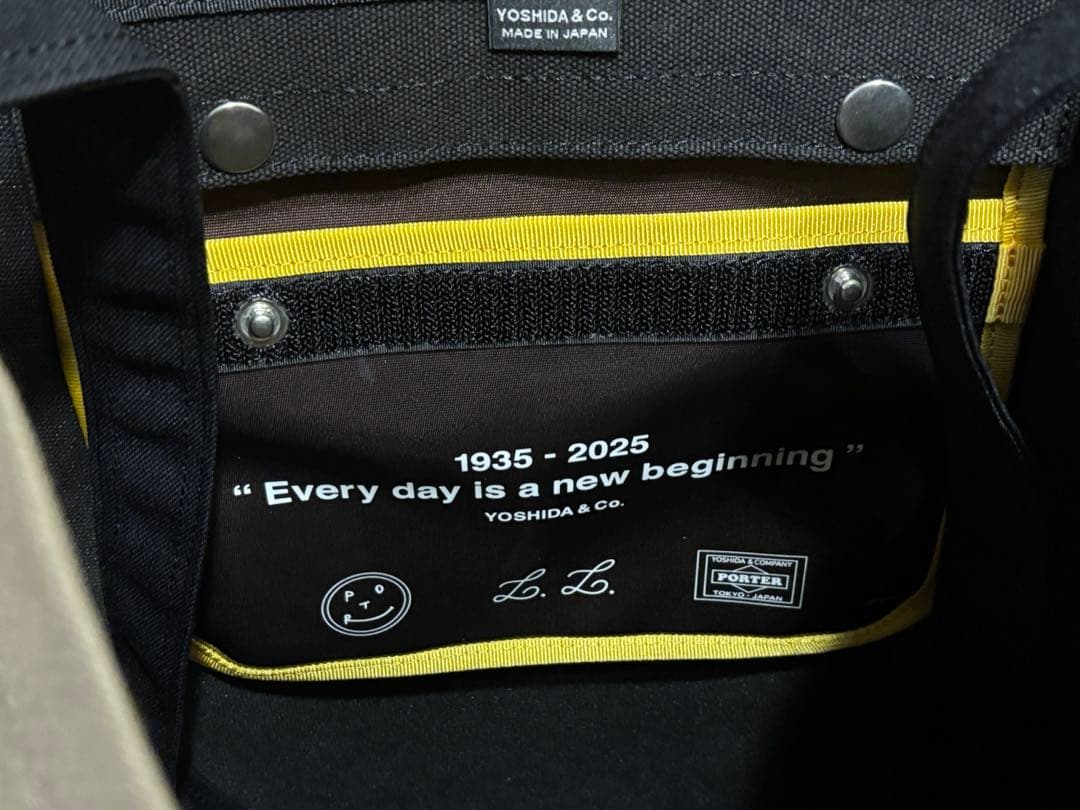 YOSHIDA & Co.
MADE IN JAPAN
1935 - 2025
“ Every day is a new beginning ”
YOSHIDA & Co.
P T O R
L. L.
YOSHIDA & COMPANY
PORTER
TOKYO · JAPAN